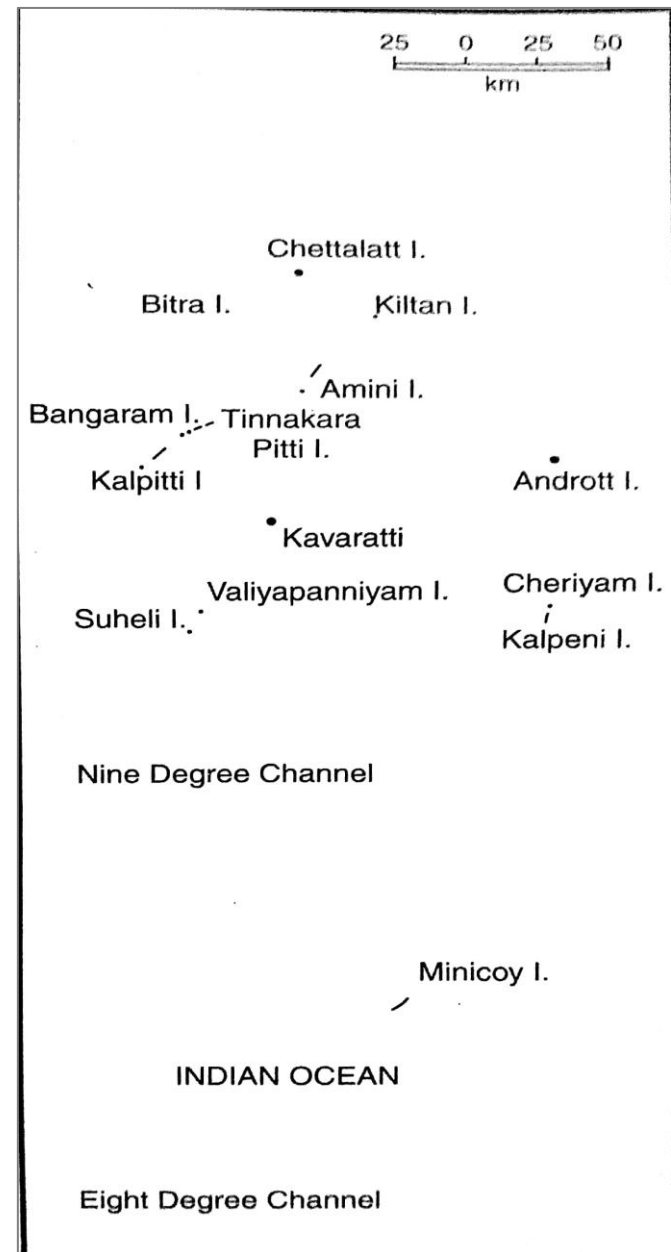 25 0 25 50
km
Chettalatt I.
Bitra I.
Kiltan I.
Amini I.
Bangaram I.
Tinnakara
Pitti I.
Kalpitti I
Andrott I.
Kavaratti
Valiyapanniyam I.
Cheriyam I.
Suheli I.
Kalpeni I.
Nine Degree Channel
Minicoy I.
INDIAN OCEAN
Eight Degree Channel